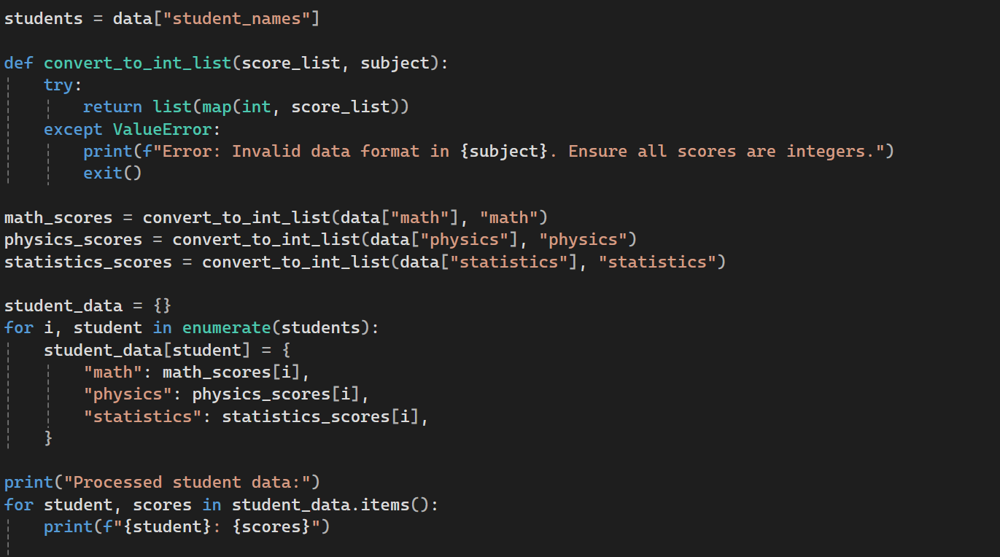 students = data["student_names"]

def convert_to_int_list(score_list, subject):
    try:
        return list(map(int, score_list))
    except ValueError:
        print(f"Error: Invalid data format in {subject}. Ensure all scores are integers.")
        exit()

math_scores = convert_to_int_list(data["math"], "math")
physics_scores = convert_to_int_list(data["physics"], "physics")
statistics_scores = convert_to_int_list(data["statistics"], "statistics")

student_data = {}
for i, student in enumerate(students):
    student_data[student] = {
        "math": math_scores[i],
        "physics": physics_scores[i],
        "statistics": statistics_scores[i],
    }

print("Processed student data:")
for student, scores in student_data.items():
    print(f"{student}: {scores}")